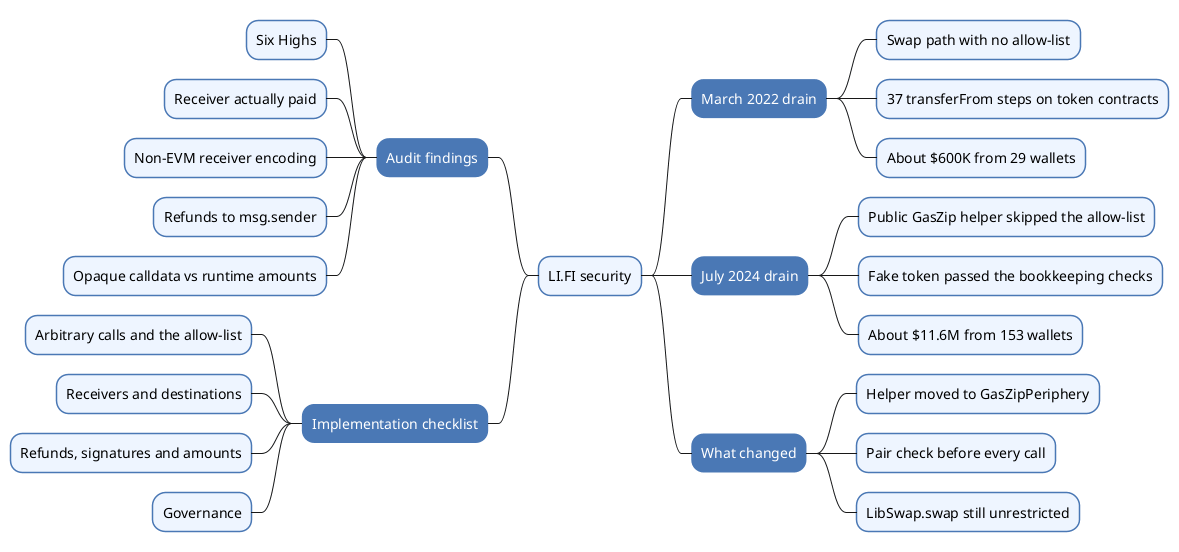 LI.FI security
March 2022 drain
Swap path with no allow-list
37 transferFrom steps on token contracts
About $600K from 29 wallets
July 2024 drain
Public GasZip helper skipped the allow-list
Fake token passed the bookkeeping checks
About $11.6M from 153 wallets
What changed
Helper moved to GasZipPeriphery
Pair check before every call
LibSwap.swap still unrestricted
Audit findings
Six Highs
Receiver actually paid
Non-EVM receiver encoding
Refunds to msg.sender
Opaque calldata vs runtime amounts
Implementation checklist
Arbitrary calls and the allow-list
Receivers and destinations
Refunds, signatures and amounts
Governance